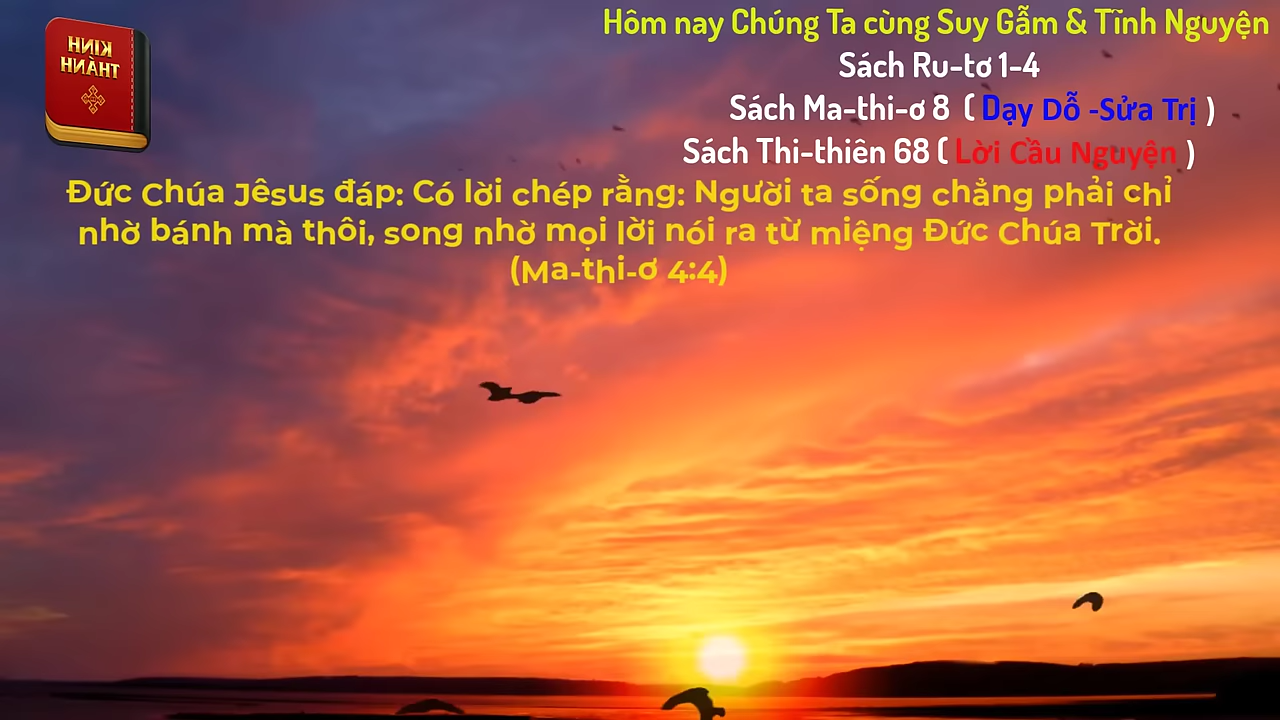 KINH
THÁNH
Hôm nay Chúng Ta cùng Suy Gẫm & Tĩnh Nguyện
Sách Ru-tơ 1-4
Sách Ma-thi-ơ 8 ( Dạy Dỗ -Sửa Trị )
Sách Thi-thiên 68 ( Lời Cầu Nguyện )
Đức Chúa Jêsus đáp: Có lời chép rằng: Người ta sống chẳng phải chỉ
nhờ bánh mà thôi, song nhờ mọi lời nói ra từ miệng Đức Chúa Trời.
(Ma-thi-ơ 4:4)